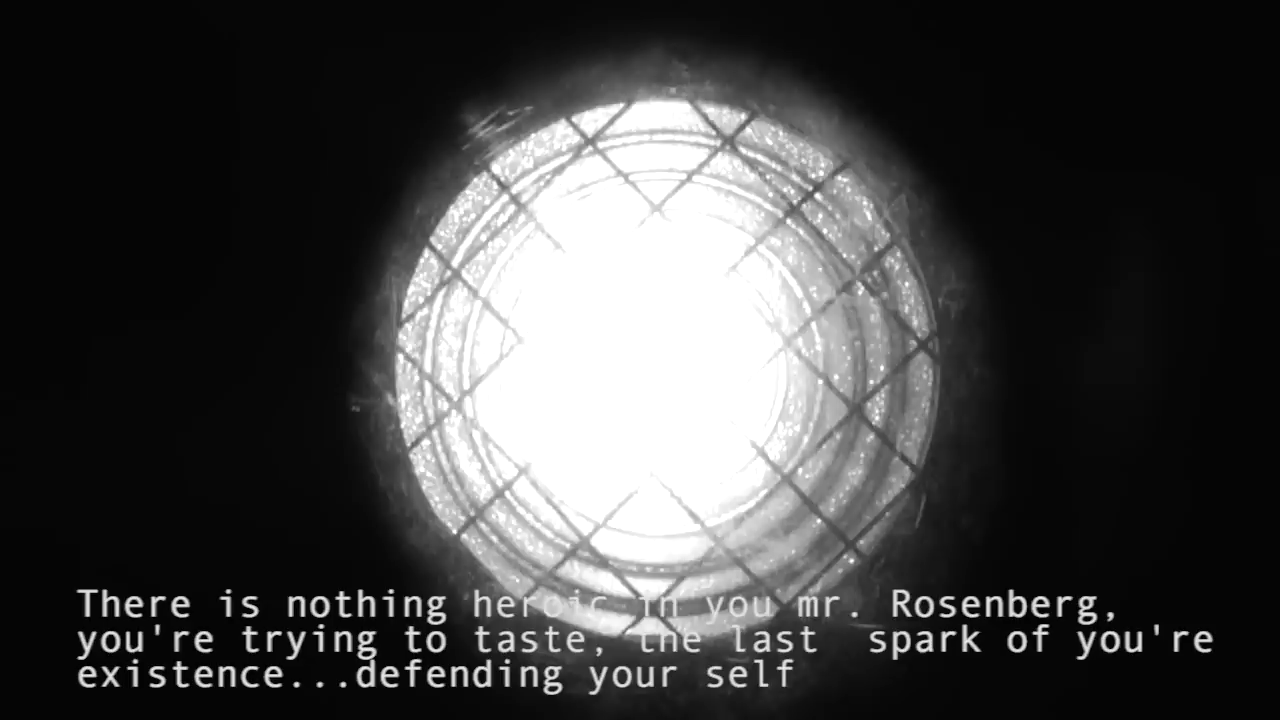 There is nothing heroic in you mr. Rosenberg,
you're trying to taste, the last  spark of you're
existence...defending your self